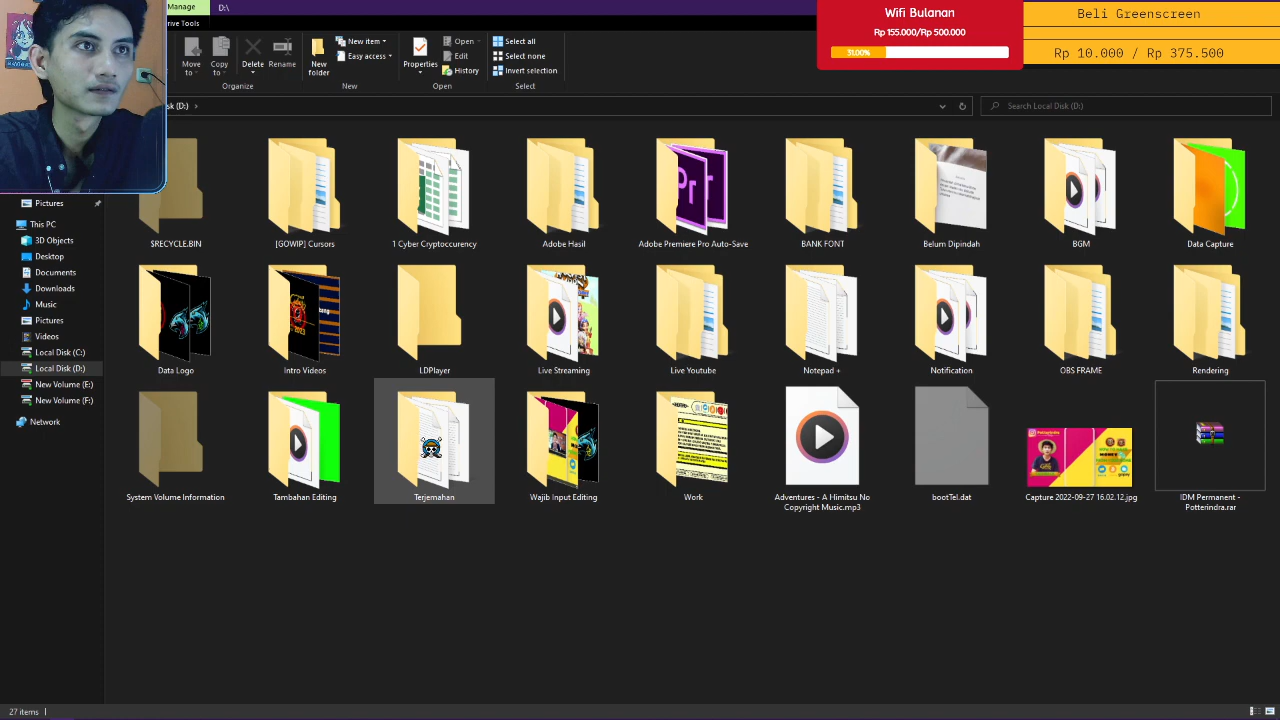 Manage
D:\
Drive Tools
Wifi Bulanan
Rp 155.000/Rp 500.000
31.00%
Beli Greenscreen
Rp 10.000 / Rp 375.500
Move to
Copy to
Delete
Rename
Organize
New folder
New item
Easy access
New
Properties
Open
Edit
History
Open
Select all
Select none
Invert selection
Select
(D:)
Search Local Disk (D:)
Pictures
This PC
3D Objects
Desktop
Documents
Downloads
Music
Pictures
Videos
Local Disk (C:)
Local Disk (D:)
New Volume (E:)
New Volume (F:)
Network
$RECYCLE.BIN
[GOWIP] Cursors
1 Cyber Cryptoccurency
Adobe Hasil
Adobe Premiere Pro Auto-Save
BANK FONT
Belum Dipindah
BGM
Data Capture
Data Logo
Intro Videos
LDPlayer
Live Streaming
Live Youtube
Notepad +
Notification
OBS FRAME
Rendering
System Volume Information
Tambahan Editing
Terjemahan
Wajib Input Editing
Work
Adventures - A Himitsu No
Copyright Music.mp3
bootTel.dat
Capture 2022-09-27 16.02.12.jpg
IDM Permanent -
Potterindra.rar
27 items